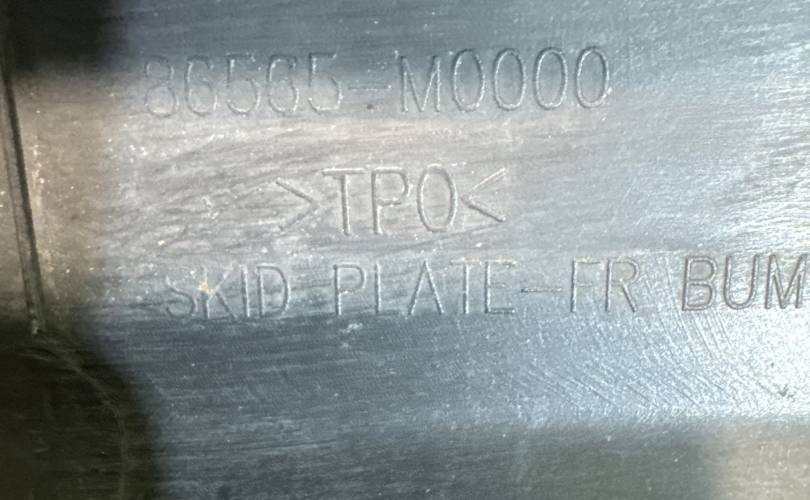 86565-M0000
>TPO<
SKID PLATE-FR BUM